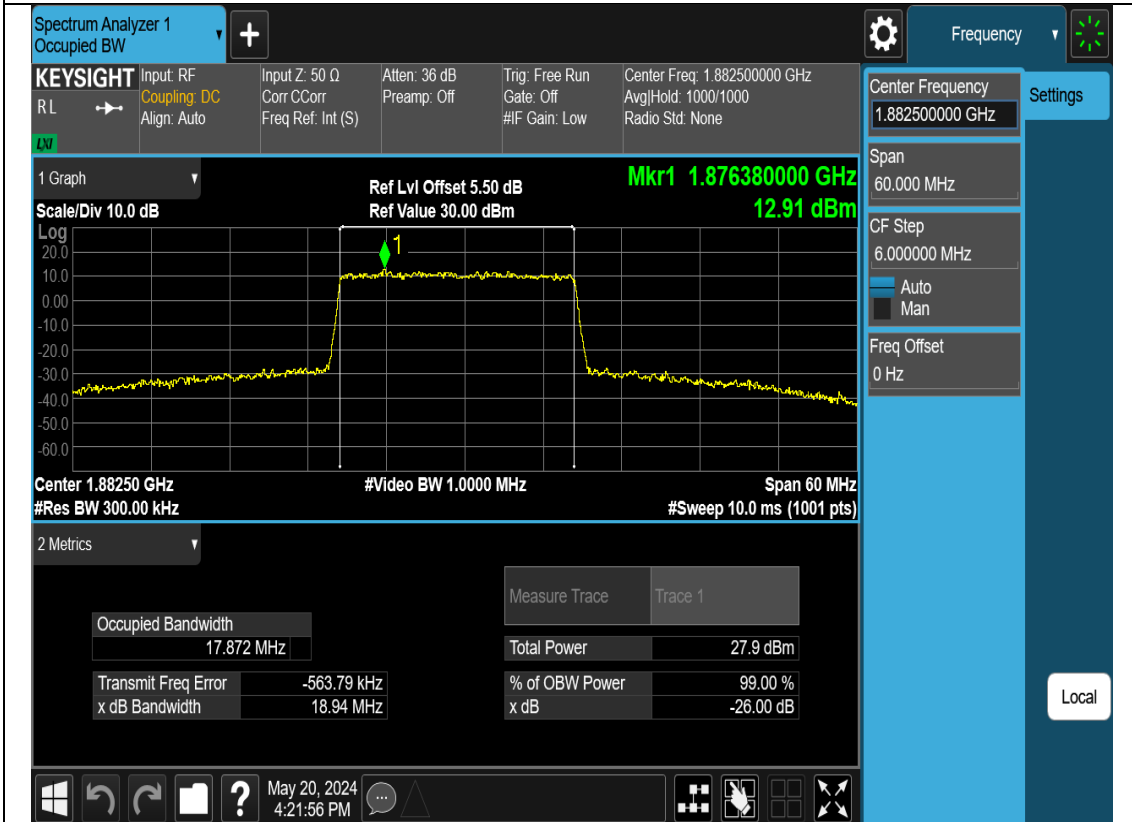 Spectrum Analyzer 1
Occupied BW
+
Frequency
KEYSIGHT
RL
LXI
Input: RF
Coupling: DC
Align: Auto
Input Z: 50 Ω
Corr CCorr
Freq Ref: Int (S)
Atten: 36 dB
Preamp: Off
Trig: Free Run
Gate: Off
#IF Gain: Low
Center Freq: 1.882500000 GHz
Avg|Hold: 1000/1000
Radio Std: None
1 Graph
Scale/Div 10.0 dB
Ref Lvl Offset 5.50 dB
Ref Value 30.00 dBm
Mkr1 1.876380000 GHz
12.91 dBm
Log
1
20.0
10.0
0.00
-10.0
-20.0
-30.0
-40.0
-50.0
-60.0
Center 1.88250 GHz
#Video BW 1.0000 MHz
Span 60 MHz
#Res BW 300.00 kHz
#Sweep 10.0 ms (1001 pts)
2 Metrics
Measure Trace Trace 1
Occupied Bandwidth
17.872 MHz
Total Power 27.9 dBm
Transmit Freq Error -563.79 kHz
% of OBW Power 99.00 %
x dB Bandwidth 18.94 MHz
x dB -26.00 dB
Center Frequency
1.882500000 GHz
Settings
Span
60.000 MHz
CF Step
6.000000 MHz
Auto
Man
Freq Offset
0 Hz
Local
?
May 20, 2024
4:21:56 PM